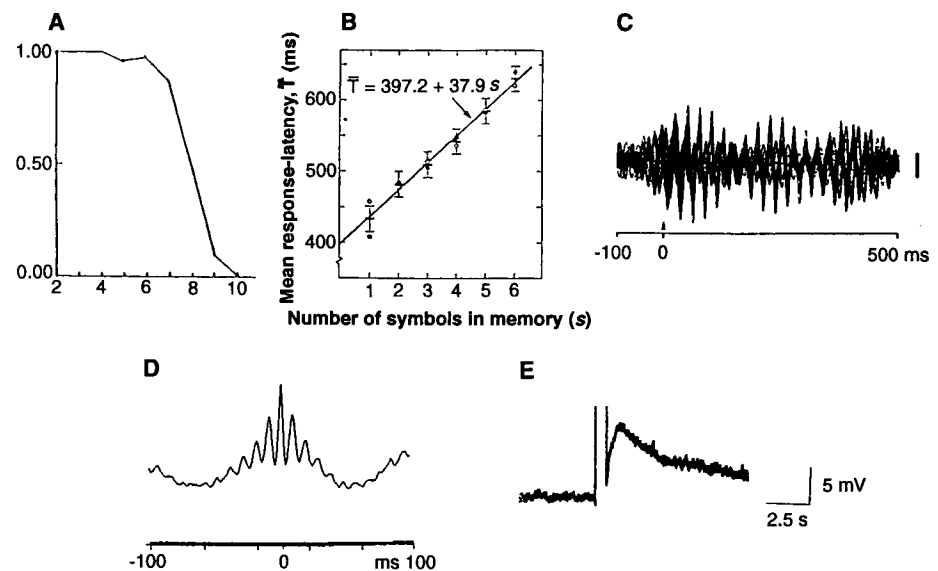 A
1.00
0.50
0.00
2 4 6 8 10
B
Mean response-latency, T̅ (ms)
600
500
400
T̅ = 397.2 + 37.9 s
1 2 3 4 5 6
Number of symbols in memory (s)
C
-100 0 500 ms
D
-100 0 ms 100
E
5 mV
2.5 s